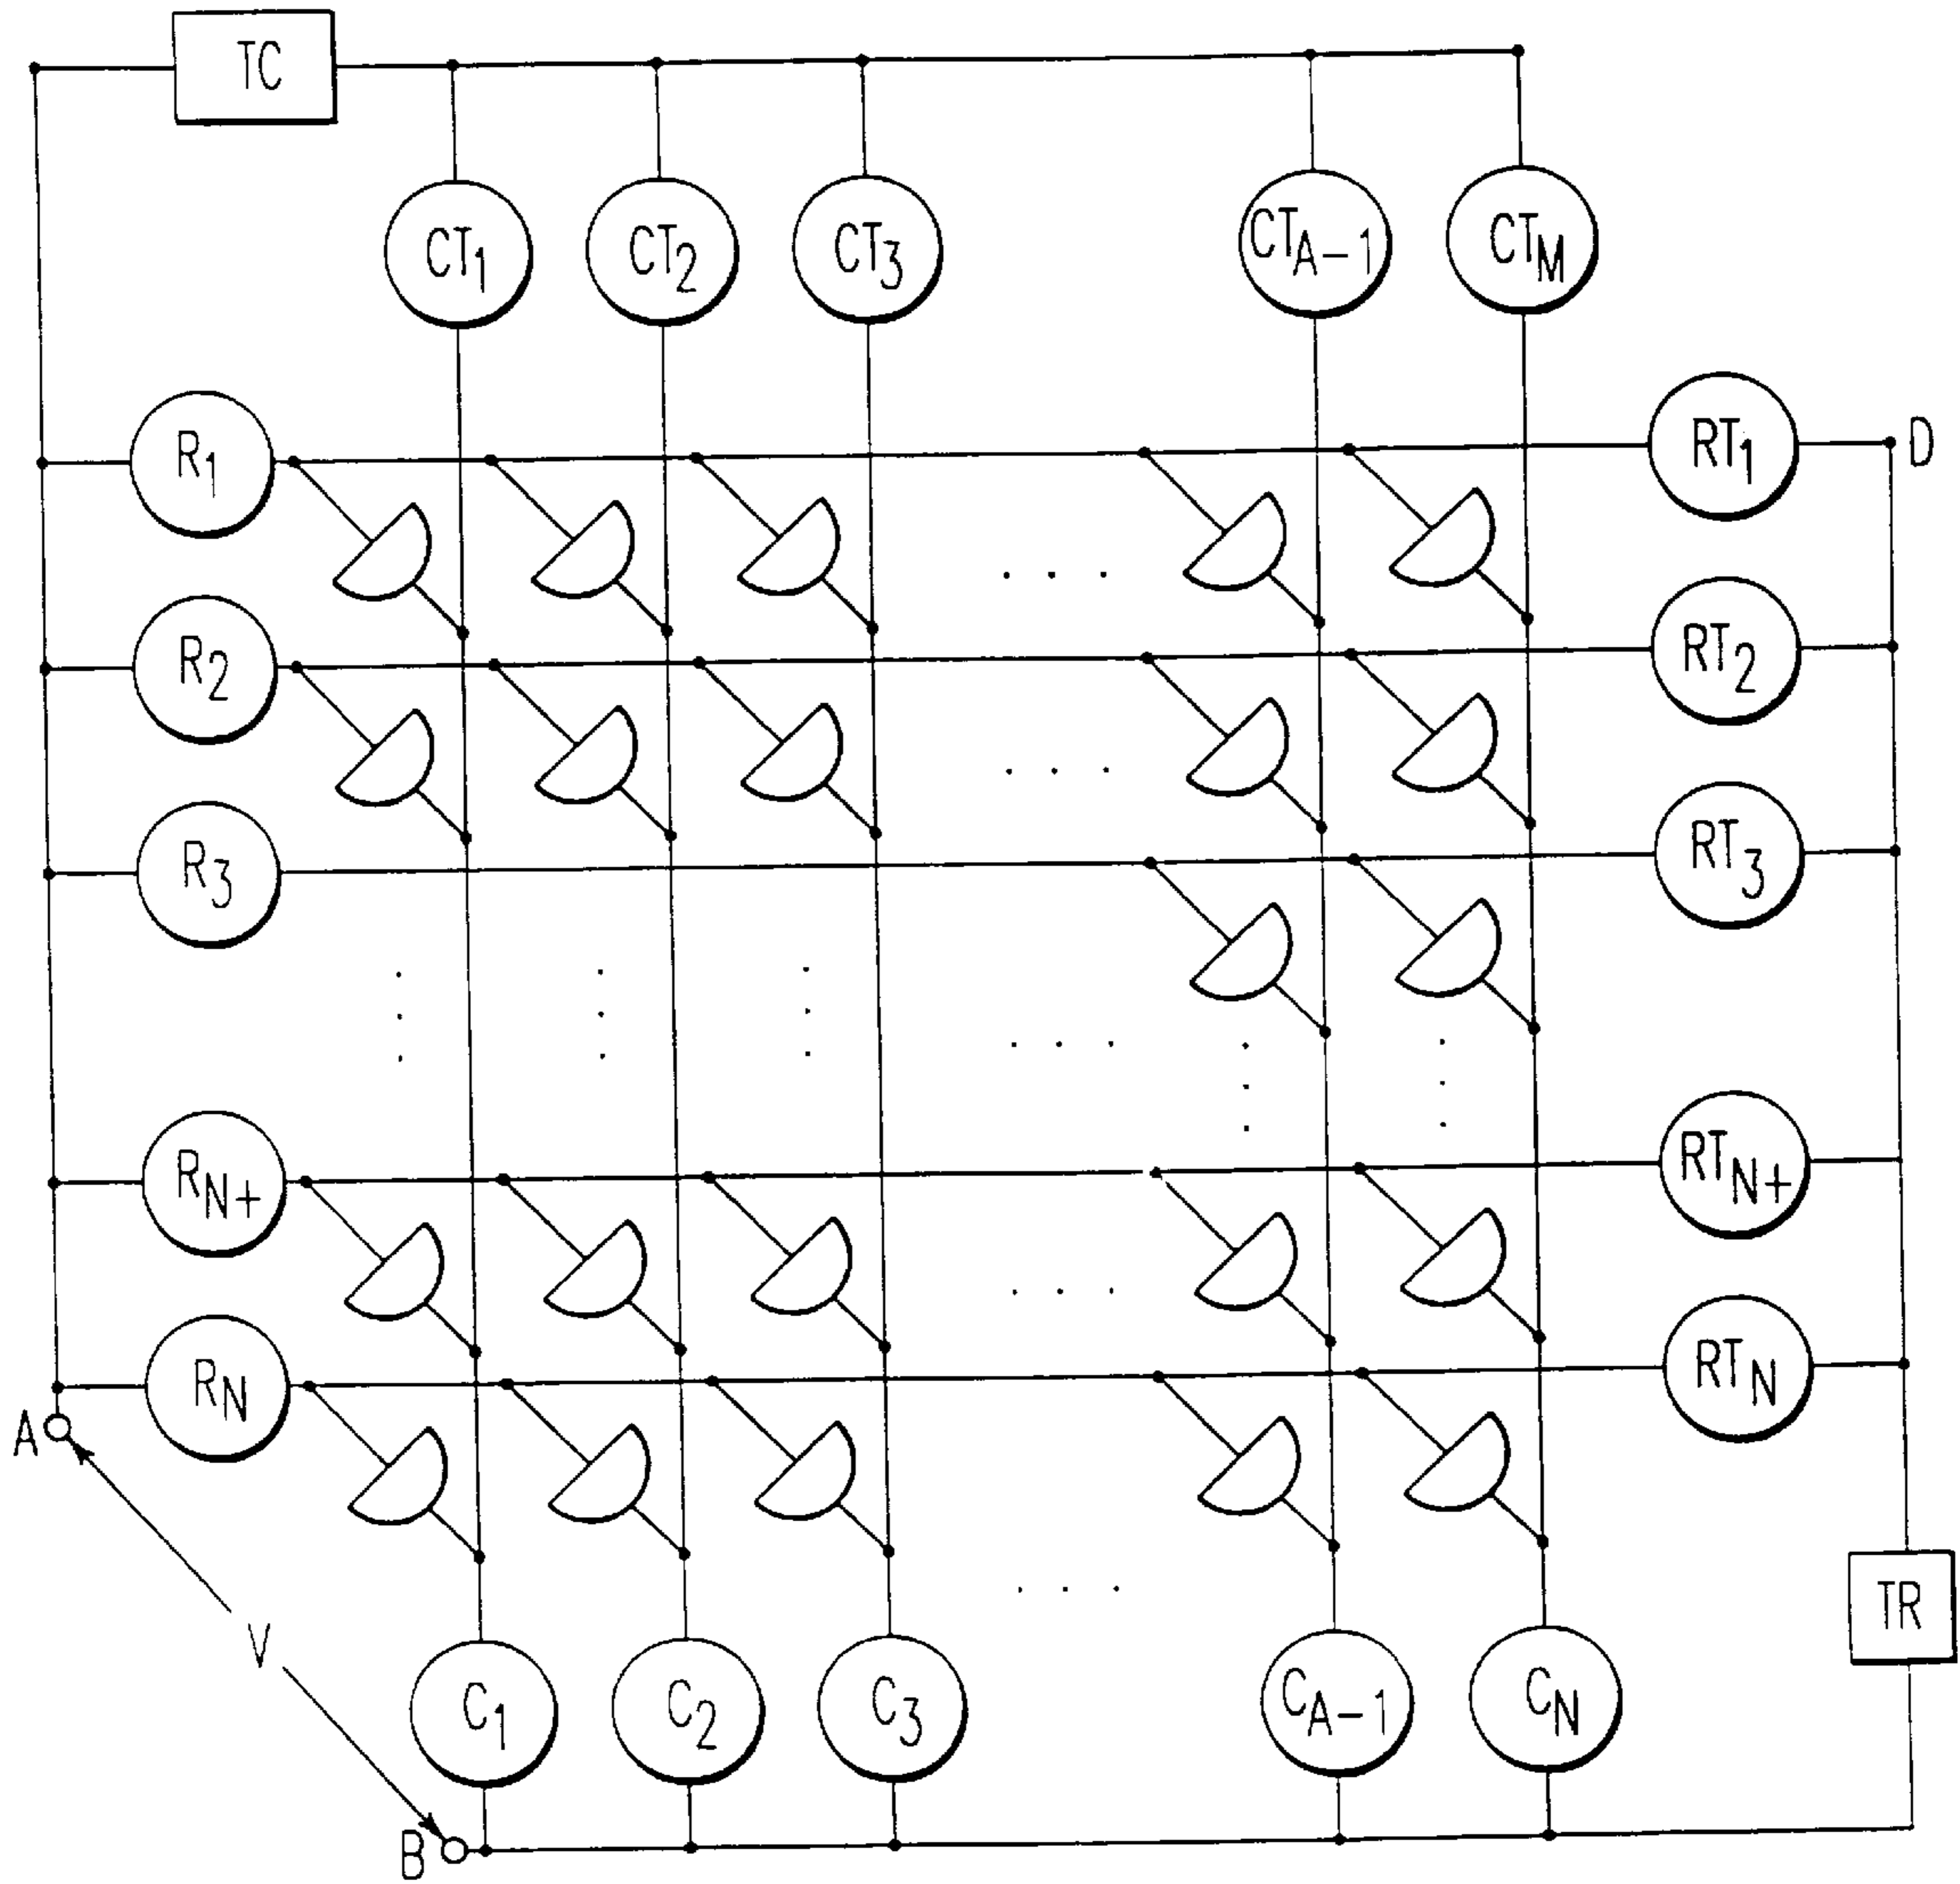 TC
CT1 CT2 CT3 CTA-1 CTM
R1 RT1 D
R2 RT2
R3 RT3
RN+ RTN+
RN RTN
A
TR
V
C1 C2 C3 CA-1 CN
B